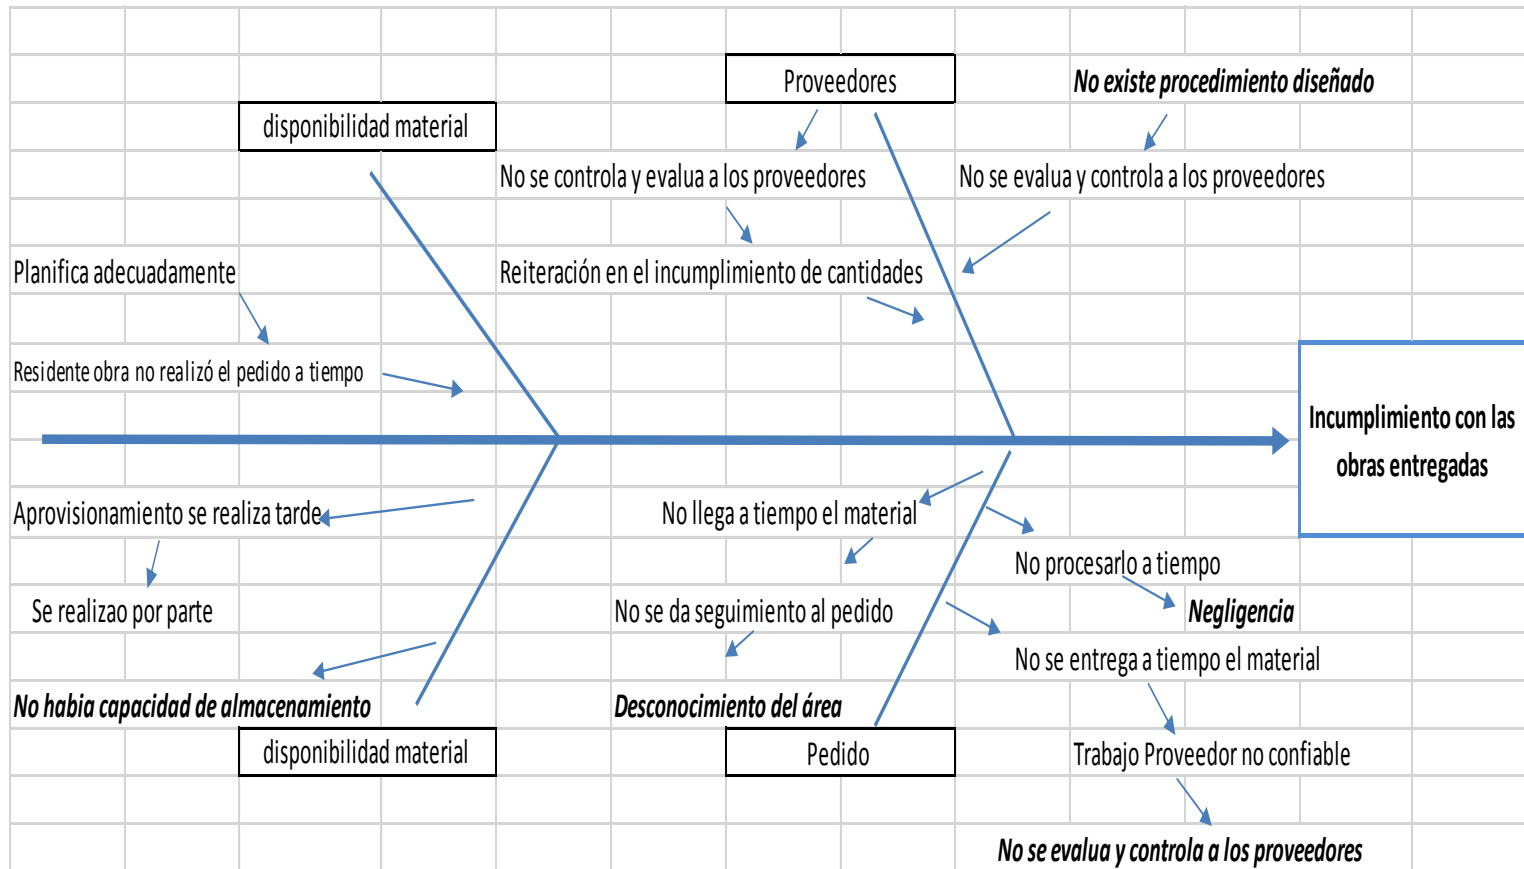 Proveedores
No existe procedimiento diseñado
disponibilidad material
No se controla y evalua a los proveedores
No se evalua y controla a los proveedores
Planifica adecuadamente
Reiteración en el incumplimiento de cantidades
Residente obra no realizó el pedido a tiempo
Incumplimiento con las
obras entregadas
Aprovisionamiento se realiza tarde
No llega a tiempo el material
No procesarlo a tiempo
Se realizao por parte
No se da seguimiento al pedido
Negligencia
No se entrega a tiempo el material
No habia capacidad de almacenamiento
Desconocimiento del área
disponibilidad material
Pedido
Trabajo Proveedor no confiable
No se evalua y controla a los proveedores